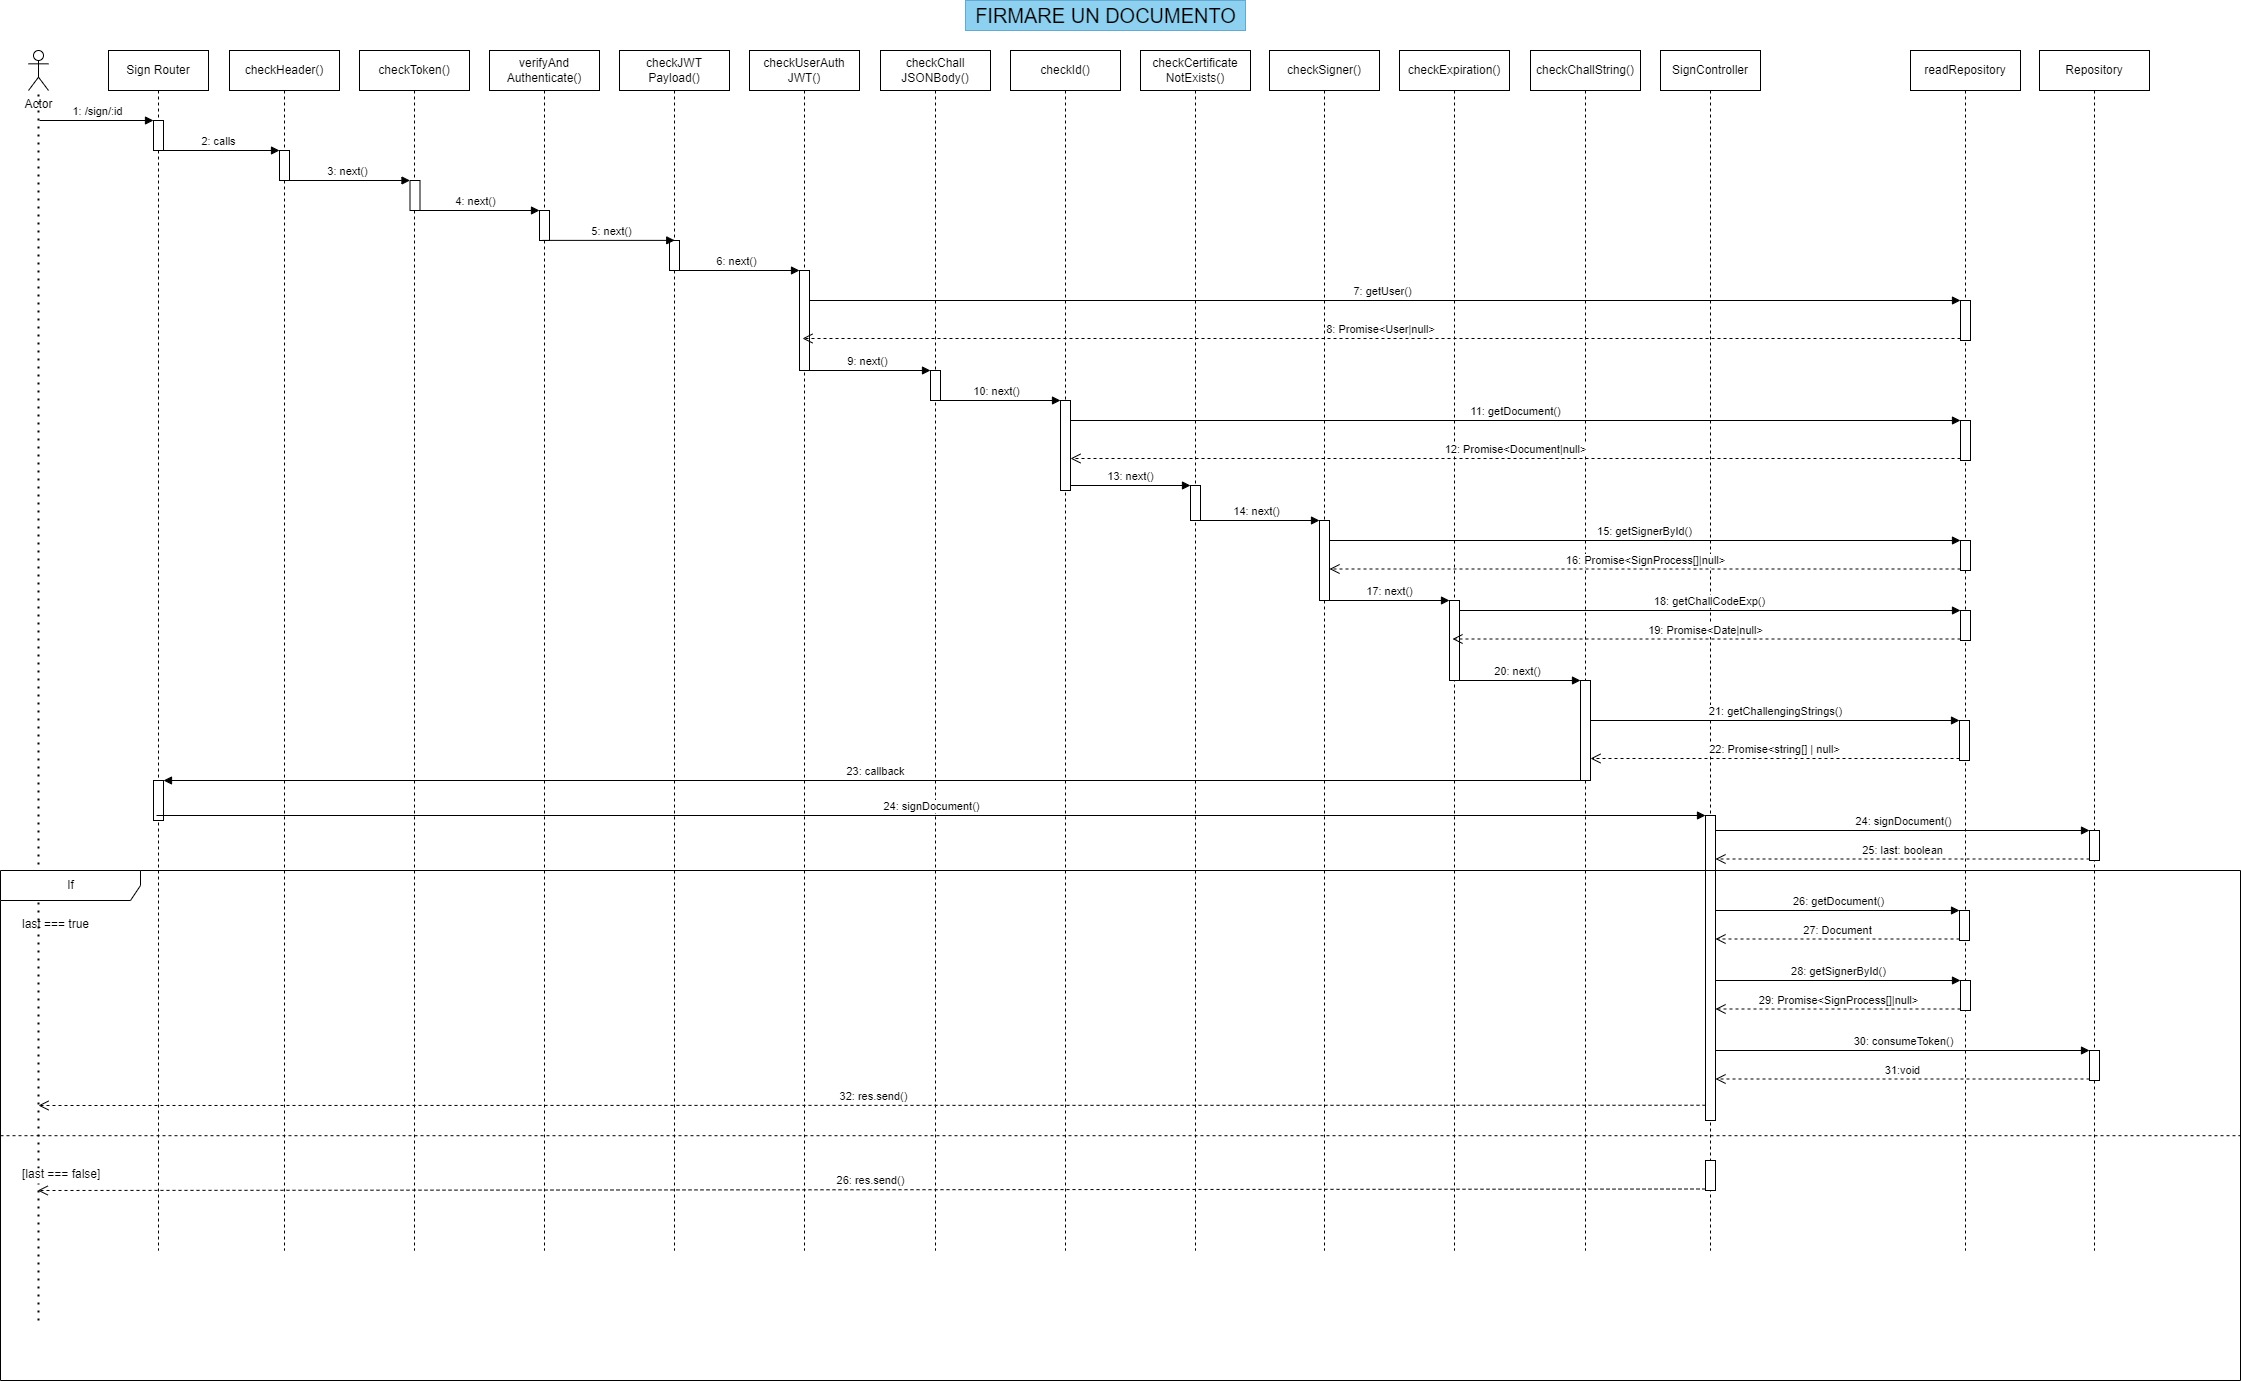 FIRMARE UN DOCUMENTO
Actor
Sign Router
checkHeader()
checkToken()
verifyAnd
Authenticate()
checkJWT
Payload()
checkUserAuth
JWT()
checkChall
JSONBody()
checkId()
checkCertificate
NotExists()
checkSigner()
checkExpiration()
checkChallString()
SignController
readRepository
Repository
1: /sign/:id
2: calls
3: next()
4: next()
5: next()
6: next()
7: getUser()
8: Promise<User|null>
9: next()
10: next()
11: getDocument()
12: Promise<Document|null>
13: next()
14: next()
15: getSignerById()
16: Promise<SignProcess[]|null>
17: next()
18: getChallCodeExp()
19: Promise<Date|null>
20: next()
21: getChallengingStrings()
22: Promise<string[] | null>
23: callback
24: signDocument()
24: signDocument()
25: last: boolean
If
last === true
26: getDocument()
27: Document
28: getSignerById()
29: Promise<SignProcess[]|null>
30: consumeToken()
31:void
32: res.send()
[last === false]
26: res.send()